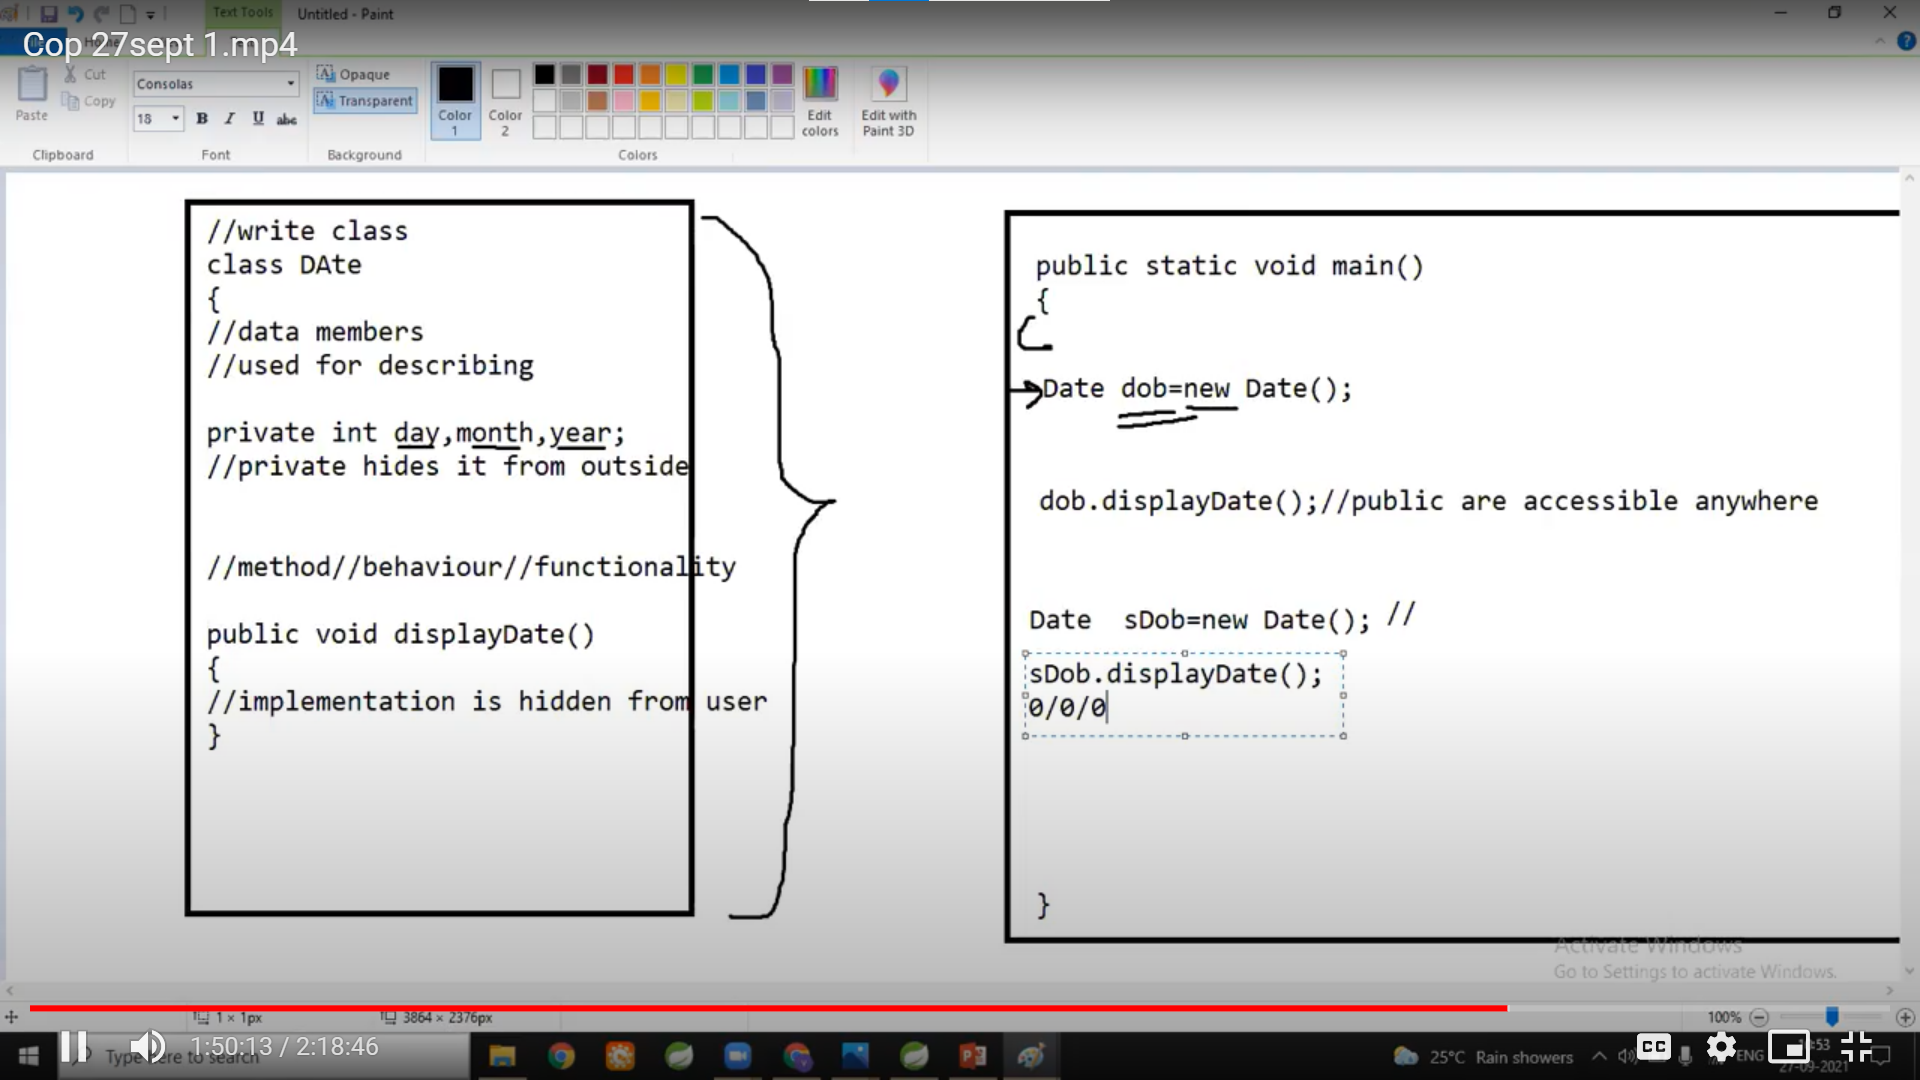 Text Tools
Untitled - Paint
Cop 27sept 1.mp4
Paste
Cut
Copy
Clipboard
Consolas
18
B I U abc
Font
Opaque
Transparent
Background
Color 1
Color 2
Edit colors
Colors
Edit with Paint 3D
//write class
class DAte
{
//data members
//used for describing
private int day,month,year;
//private hides it from outside
//method//behaviour//functionality
public void displayDate()
{
//implementation is hidden from user
}
public static void main()
{
Date dob=new Date();
dob.displayDate();//public are accessible anywhere
Date sDob=new Date(); //
sDob.displayDate();
0/0/0
}
Activate Windows
Go to Settings to activate Windows.
1 × 1px
3864 × 2376px
100%
1:50:13 / 2:18:46
Type here to search
25°C Rain showers
CC
ENG
27-09-2021